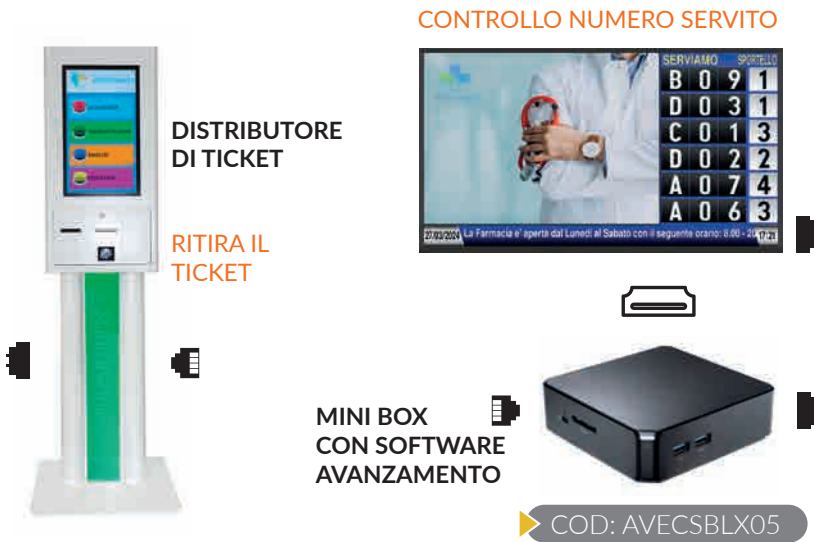 CONTROLLO NUMERO SERVITO
DISTRIBUTORE
DI TICKET
RITIRA IL
TICKET
SERVIAMO SPORTELLO
B 0 9 1
D 0 3 1
C 0 1 3
D 0 2 2
A 0 7 4
A 0 6 3
27/03/2024 La Farmacia e' aperta dal Lunedi al Sabato con il seguente orario: 8.00 - 20 17:21
MINI BOX
CON SOFTWARE
AVANZAMENTO
COD: AVECSBLX05